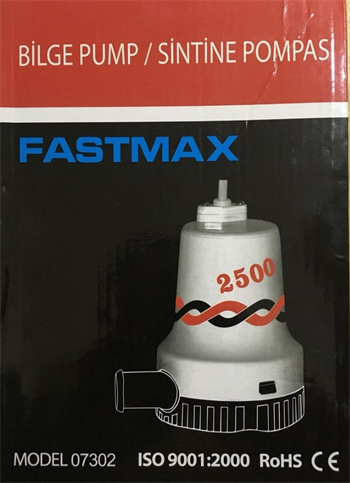 BİLGE PUMP / SİNTİNE POMPASI
FASTMAX
2500
MODEL 07302 ISO 9001:2000 RoHS CE